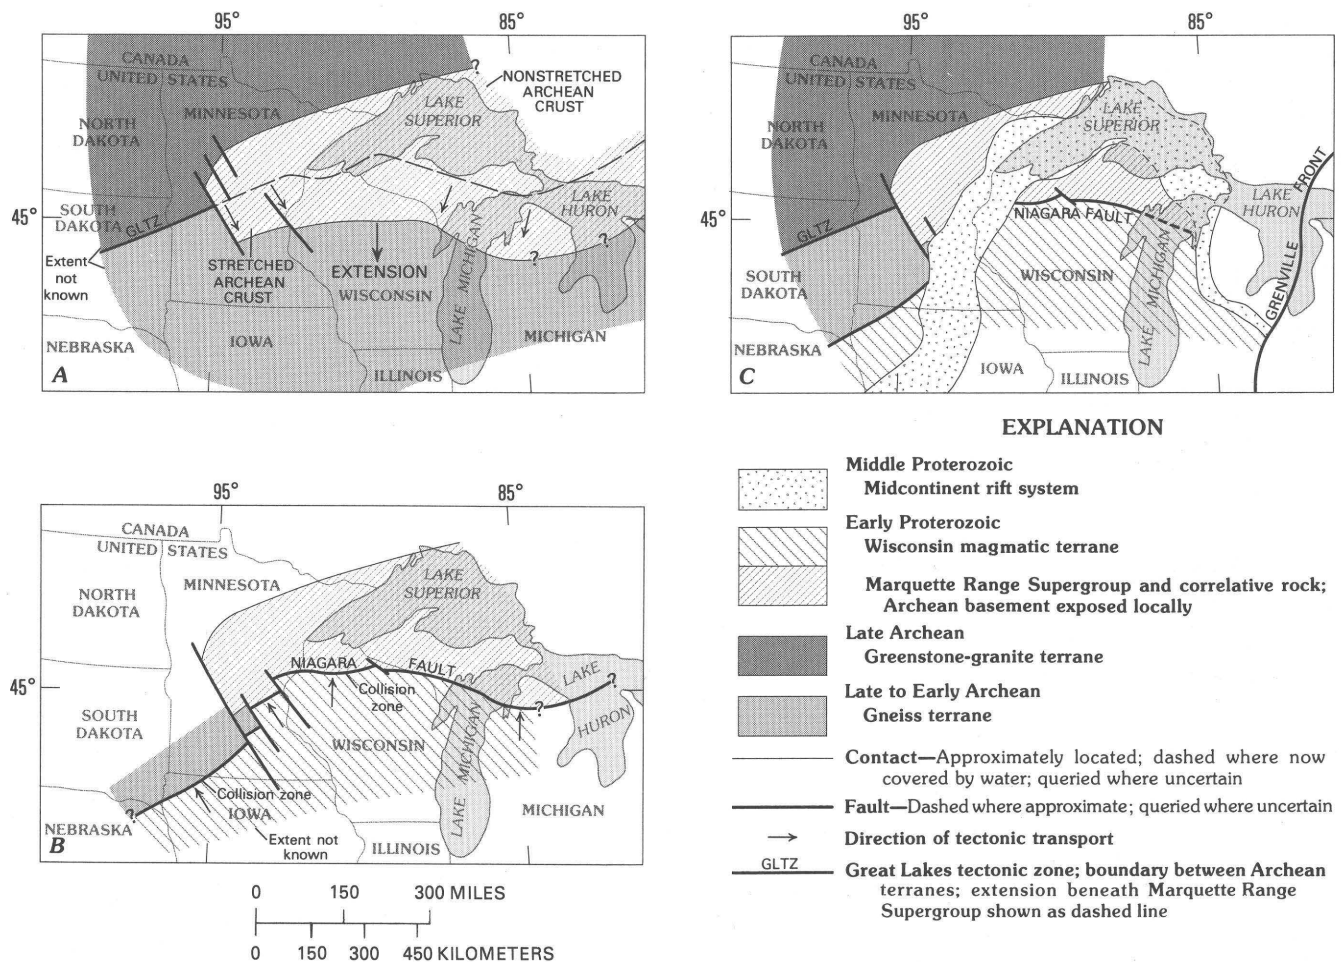 95°
85°
CANADA
UNITED STATES
NONSTRETCHED
ARCHEAN
CRUST
?
LAKE
SUPERIOR
MINNESOTA
NORTH
DAKOTA
45°
SOUTH
DAKOTA
GLTZ
LAKE
HURON
Extent
not
known
STRETCHED
ARCHEAN
CRUST
EXTENSION
WISCONSIN
LAKE MICHIGAN
?
?
NEBRASKA
IOWA
MICHIGAN
ILLINOIS
A
95°
85°
CANADA
UNITED STATES
LAKE
SUPERIOR
MINNESOTA
NORTH
DAKOTA
45°
NIAGARA FAULT
Collision
zone
LAKE
HURON
?
?
SOUTH
DAKOTA
WISCONSIN
LAKE MICHIGAN
Collision zone
?
NEBRASKA
IOWA
Extent not
known
MICHIGAN
ILLINOIS
B
0 150 300 MILES
0 150 300 450 KILOMETERS
95°
85°
CANADA
UNITED STATES
LAKE
SUPERIOR
MINNESOTA
NORTH
DAKOTA
45°
NIAGARA FAULT
LAKE
HURON
GRENVILLE FRONT
GLTZ
SOUTH
DAKOTA
WISCONSIN
LAKE MICHIGAN
NEBRASKA
IOWA
ILLINOIS
C
EXPLANATION
Middle Proterozoic
Midcontinent rift system
Early Proterozoic
Wisconsin magmatic terrane
Marquette Range Supergroup and correlative rock;
Archean basement exposed locally
Late Archean
Greenstone-granite terrane
Late to Early Archean
Gneiss terrane
Contact—Approximately located; dashed where now
covered by water; queried where uncertain
Fault—Dashed where approximate; queried where uncertain
Direction of tectonic transport
GLTZ
Great Lakes tectonic zone; boundary between Archean
terranes; extension beneath Marquette Range
Supergroup shown as dashed line